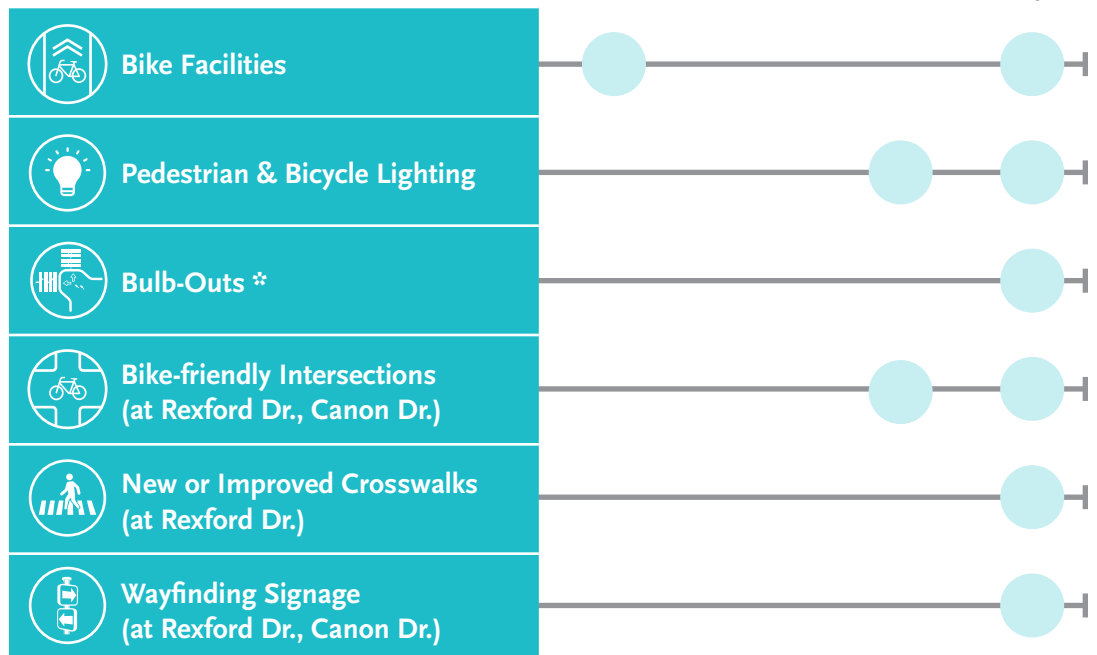 Bike Facilities
Pedestrian & Bicycle Lighting
Bulb-Outs *
Bike-friendly Intersections
(at Rexford Dr., Canon Dr.)
New or Improved Crosswalks
(at Rexford Dr.)
Wayfinding Signage
(at Rexford Dr., Canon Dr.)